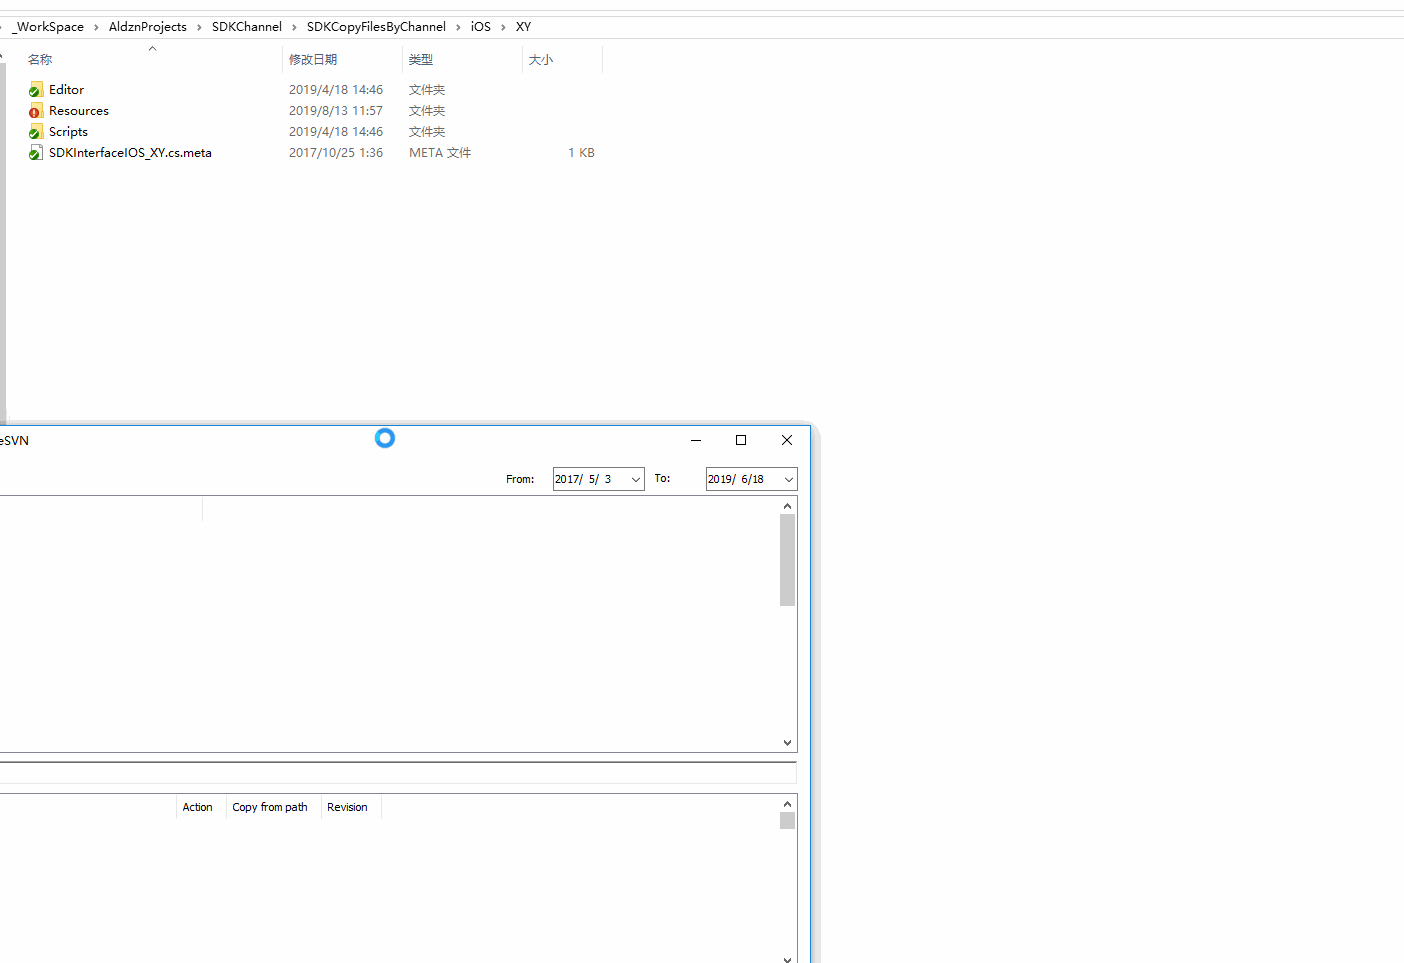 _WorkSpace > AldznProjects > SDKChannel > SDKCopyFilesByChannel > iOS > XY
名称 修改日期 类型 大小
Editor 2019/4/18 14:46 文件夹
Resources 2019/8/13 11:57 文件夹
Scripts 2019/4/18 14:46 文件夹
SDKInterfaceIOS_XY.cs.meta 2017/10/25 1:36 META 文件 1 KB
eSVN
From: 2017/ 5/ 3 To: 2019/ 6/18
Action Copy from path Revision